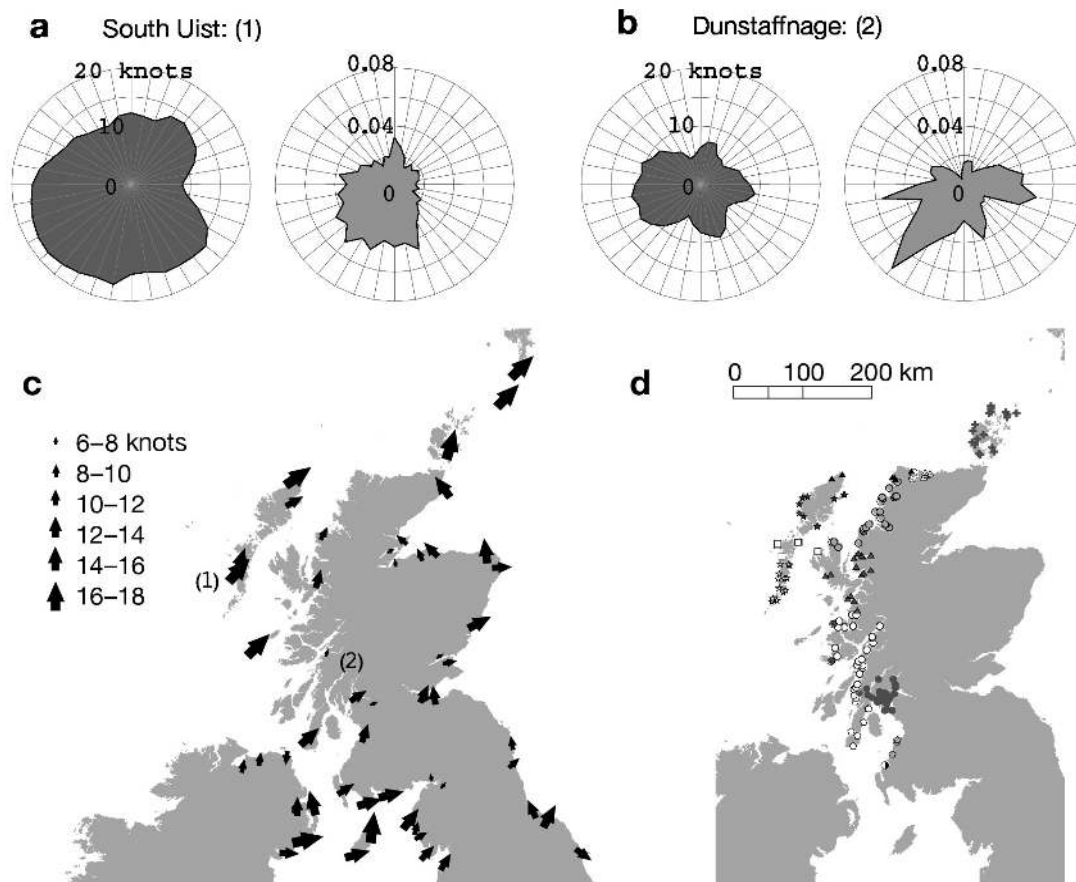 a South Uist: (1)
b Dunstaffnage: (2)
20 knots
10
0
0.08
0.04
0
20 knots
10
0
0.08
0.04
0
c
6–8 knots
8–10
10–12
12–14
14–16
16–18
(1)
(2)
d
0 100 200 km